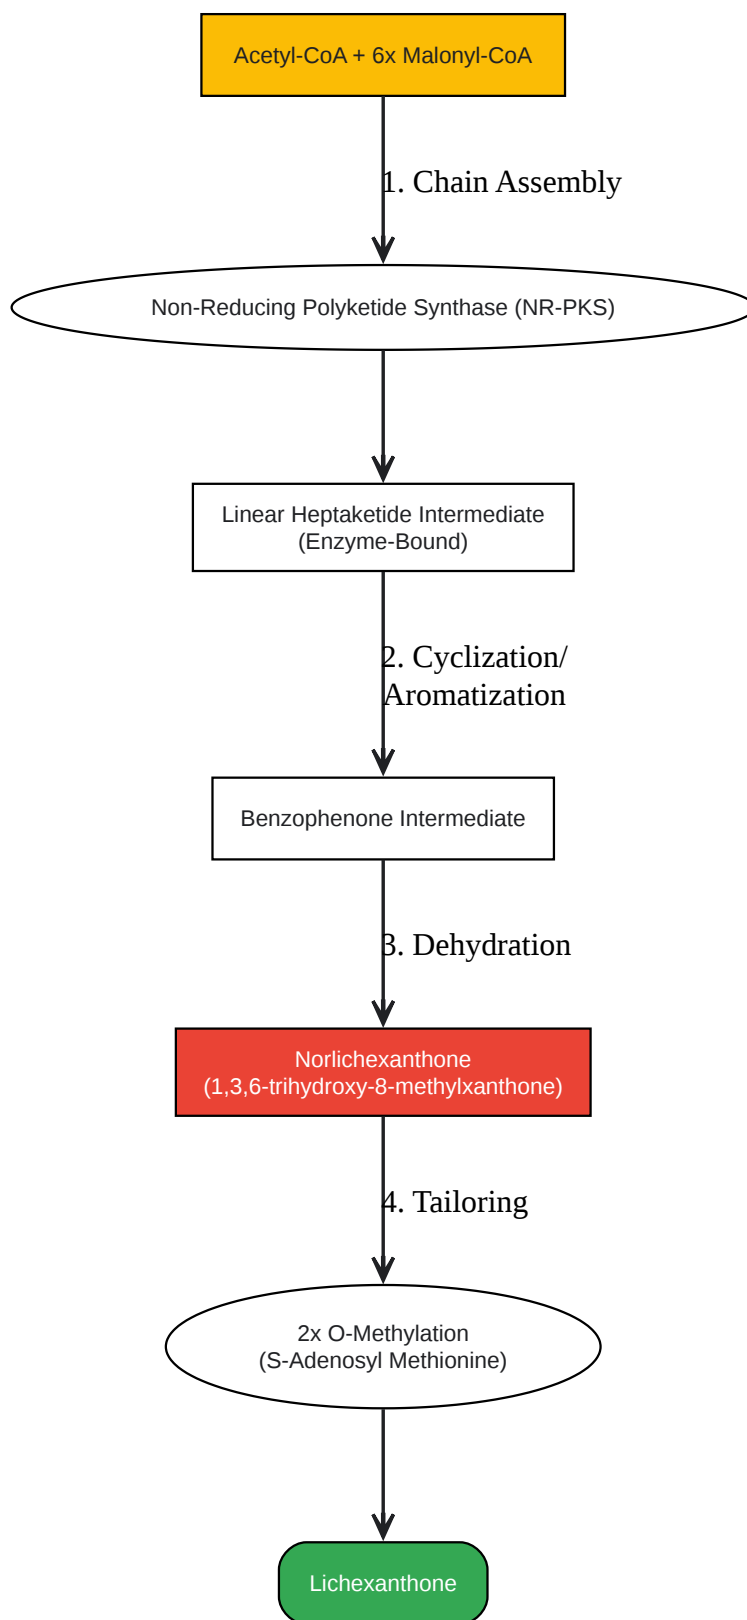 Acetyl-CoA + 6x Malonyl-CoA
1. Chain Assembly
Non-Reducing Polyketide Synthase (NR-PKS)
Linear Heptaketide Intermediate
(Enzyme-Bound)
2. Cyclization/
Aromatization
Benzophenone Intermediate
3. Dehydration
Norlichexanthone
(1,3,6-trihydroxy-8-methylxanthone)
4. Tailoring
2x O-Methylation
(S-Adenosyl Methionine)
Lichexanthone